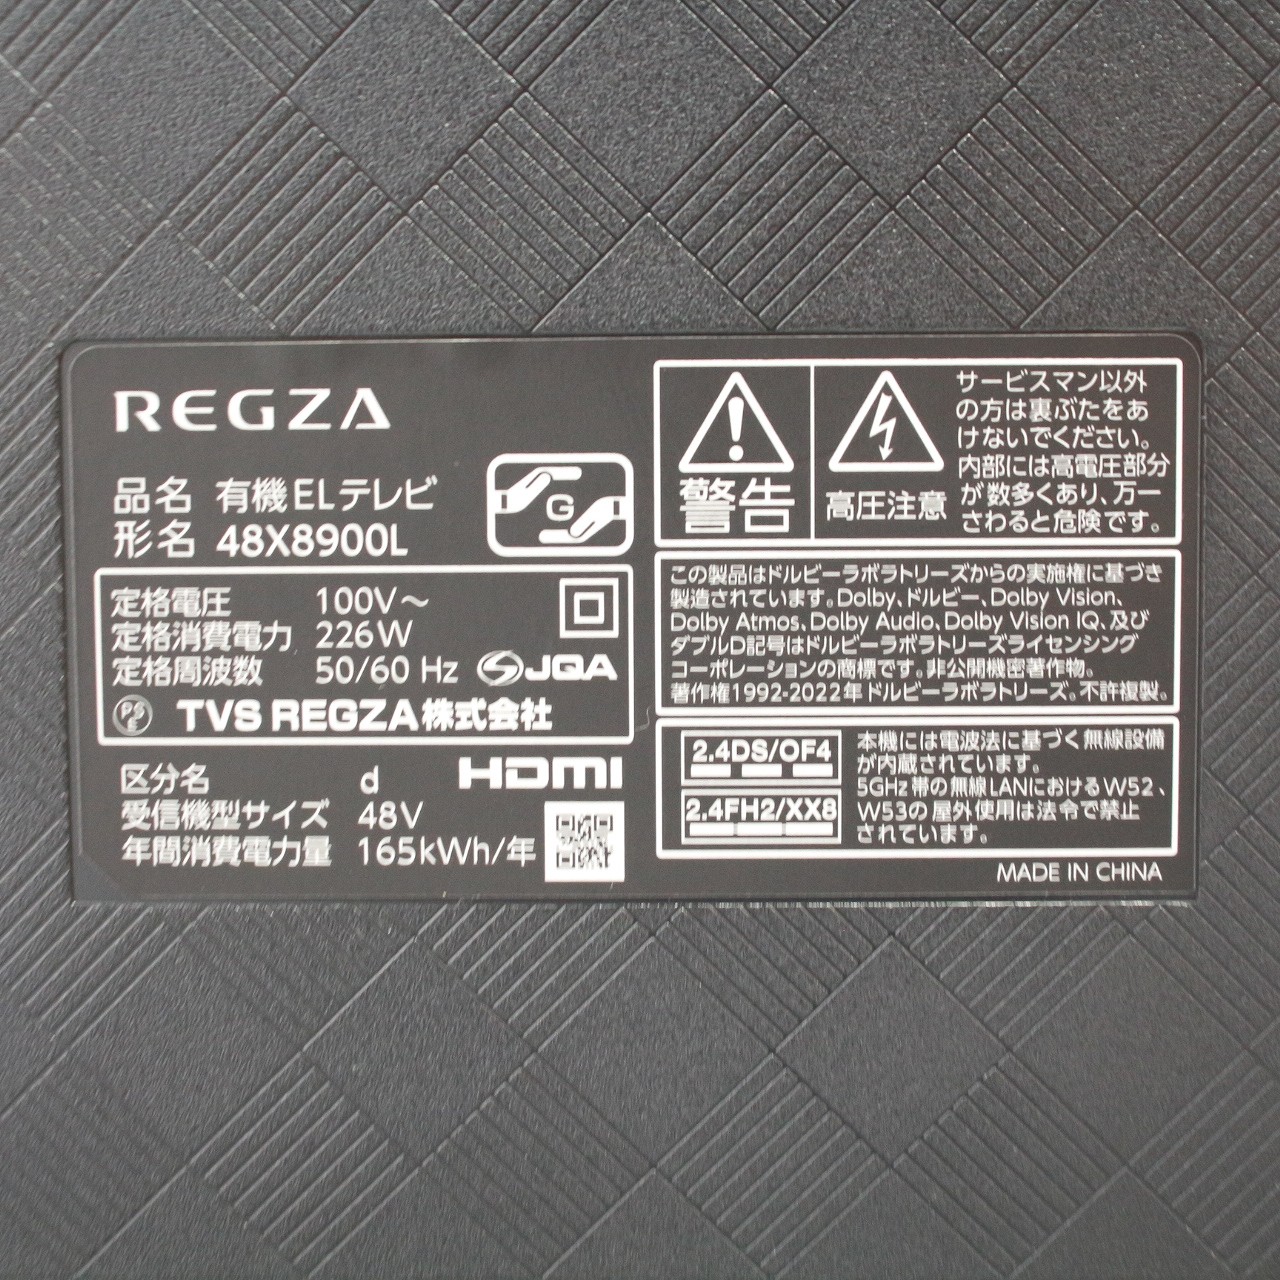 REGZA
品名 有機ELテレビ
形名 48X8900L
G
定格電圧 100V～
定格消費電力 226W
定格周波数 50/60 Hz
JQA
PS
E
TVS REGZA株式会社
HDMI
区分名 d
受信機型サイズ 48V
年間消費電力量 165kWh/年
警告
高圧注意
サービスマン以外
の方は裏ぶたをあ
けないでください。
内部には高電圧部分
が数多くあり、万一
さわると危険です。
この製品はドルビーラボラトリーズからの実施権に基づき
製造されています。Dolby、ドルビー、Dolby Vision、
Dolby Atmos、Dolby Audio、Dolby Vision IQ、及び
ダブルD記号はドルビーラボラトリーズライセンシング
コーポレーションの商標です。非公開機密著作物。
著作権1992-2022年ドルビーラボラトリーズ。不許複製。
2.4DS/OF4
2.4FH2/XX8
本機には電波法に基づく無線設備
が内蔵されています。
5GHz帯の無線LANにおけるW52、
W53の屋外使用は法令で禁止
されています。
MADE IN CHINA